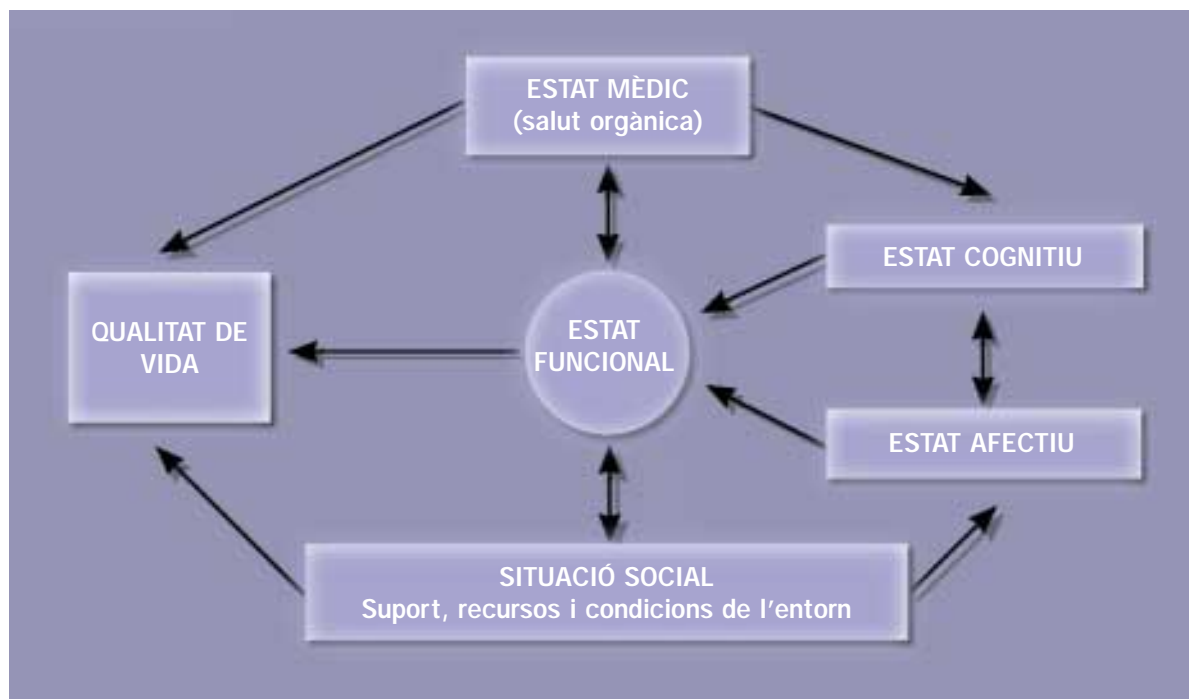 ESTAT MÈDIC
(salut orgànica)
ESTAT COGNITIU
QUALITAT DE
VIDA
ESTAT
FUNCIONAL
ESTAT AFECTIU
SITUACIÓ SOCIAL
Suport, recursos i condicions de l'entorn